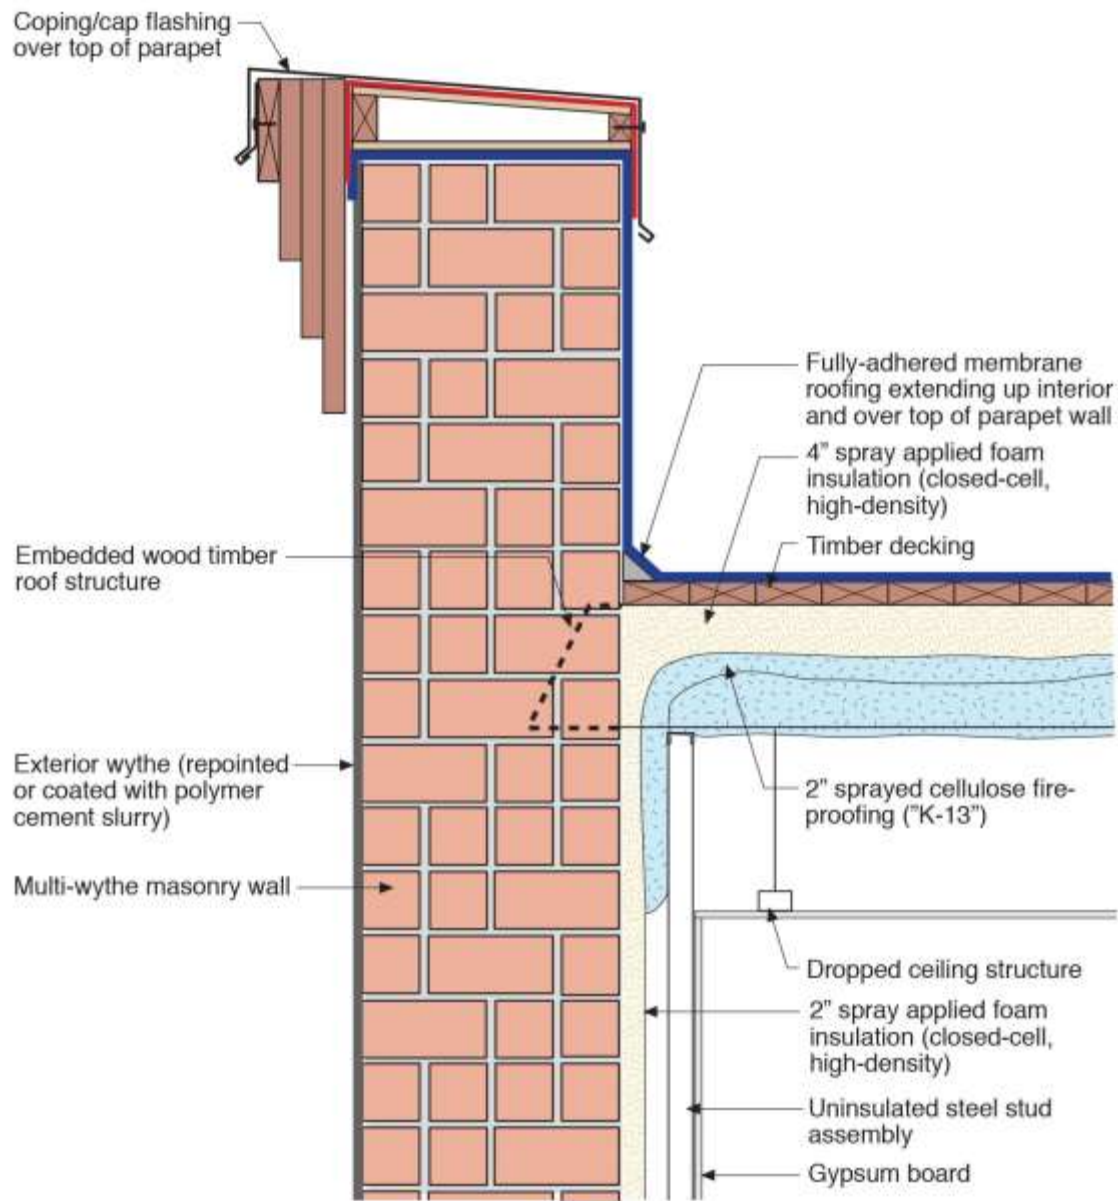 Coping/cap flashing
over top of parapet
Fully-adhered membrane
roofing extending up interior
and over top of parapet wall
4” spray applied foam
insulation (closed-cell,
high-density)
Timber decking
Embedded wood timber
roof structure
Exterior wythe (repointed
or coated with polymer
cement slurry)
2” sprayed cellulose fire-
proofing (”K-13”)
Multi-wythe masonry wall
Dropped ceiling structure
2” spray applied foam
insulation (closed-cell,
high-density)
Uninsulated steel stud
assembly
Gypsum board